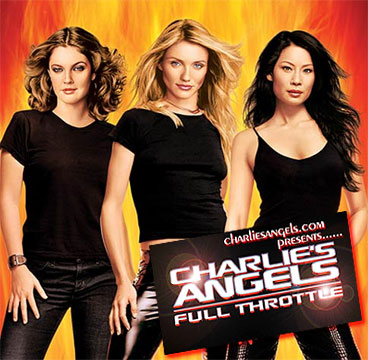 charliesangels.com
presents......
CHARLIE'S
ANGELS
FULL THROTTLE